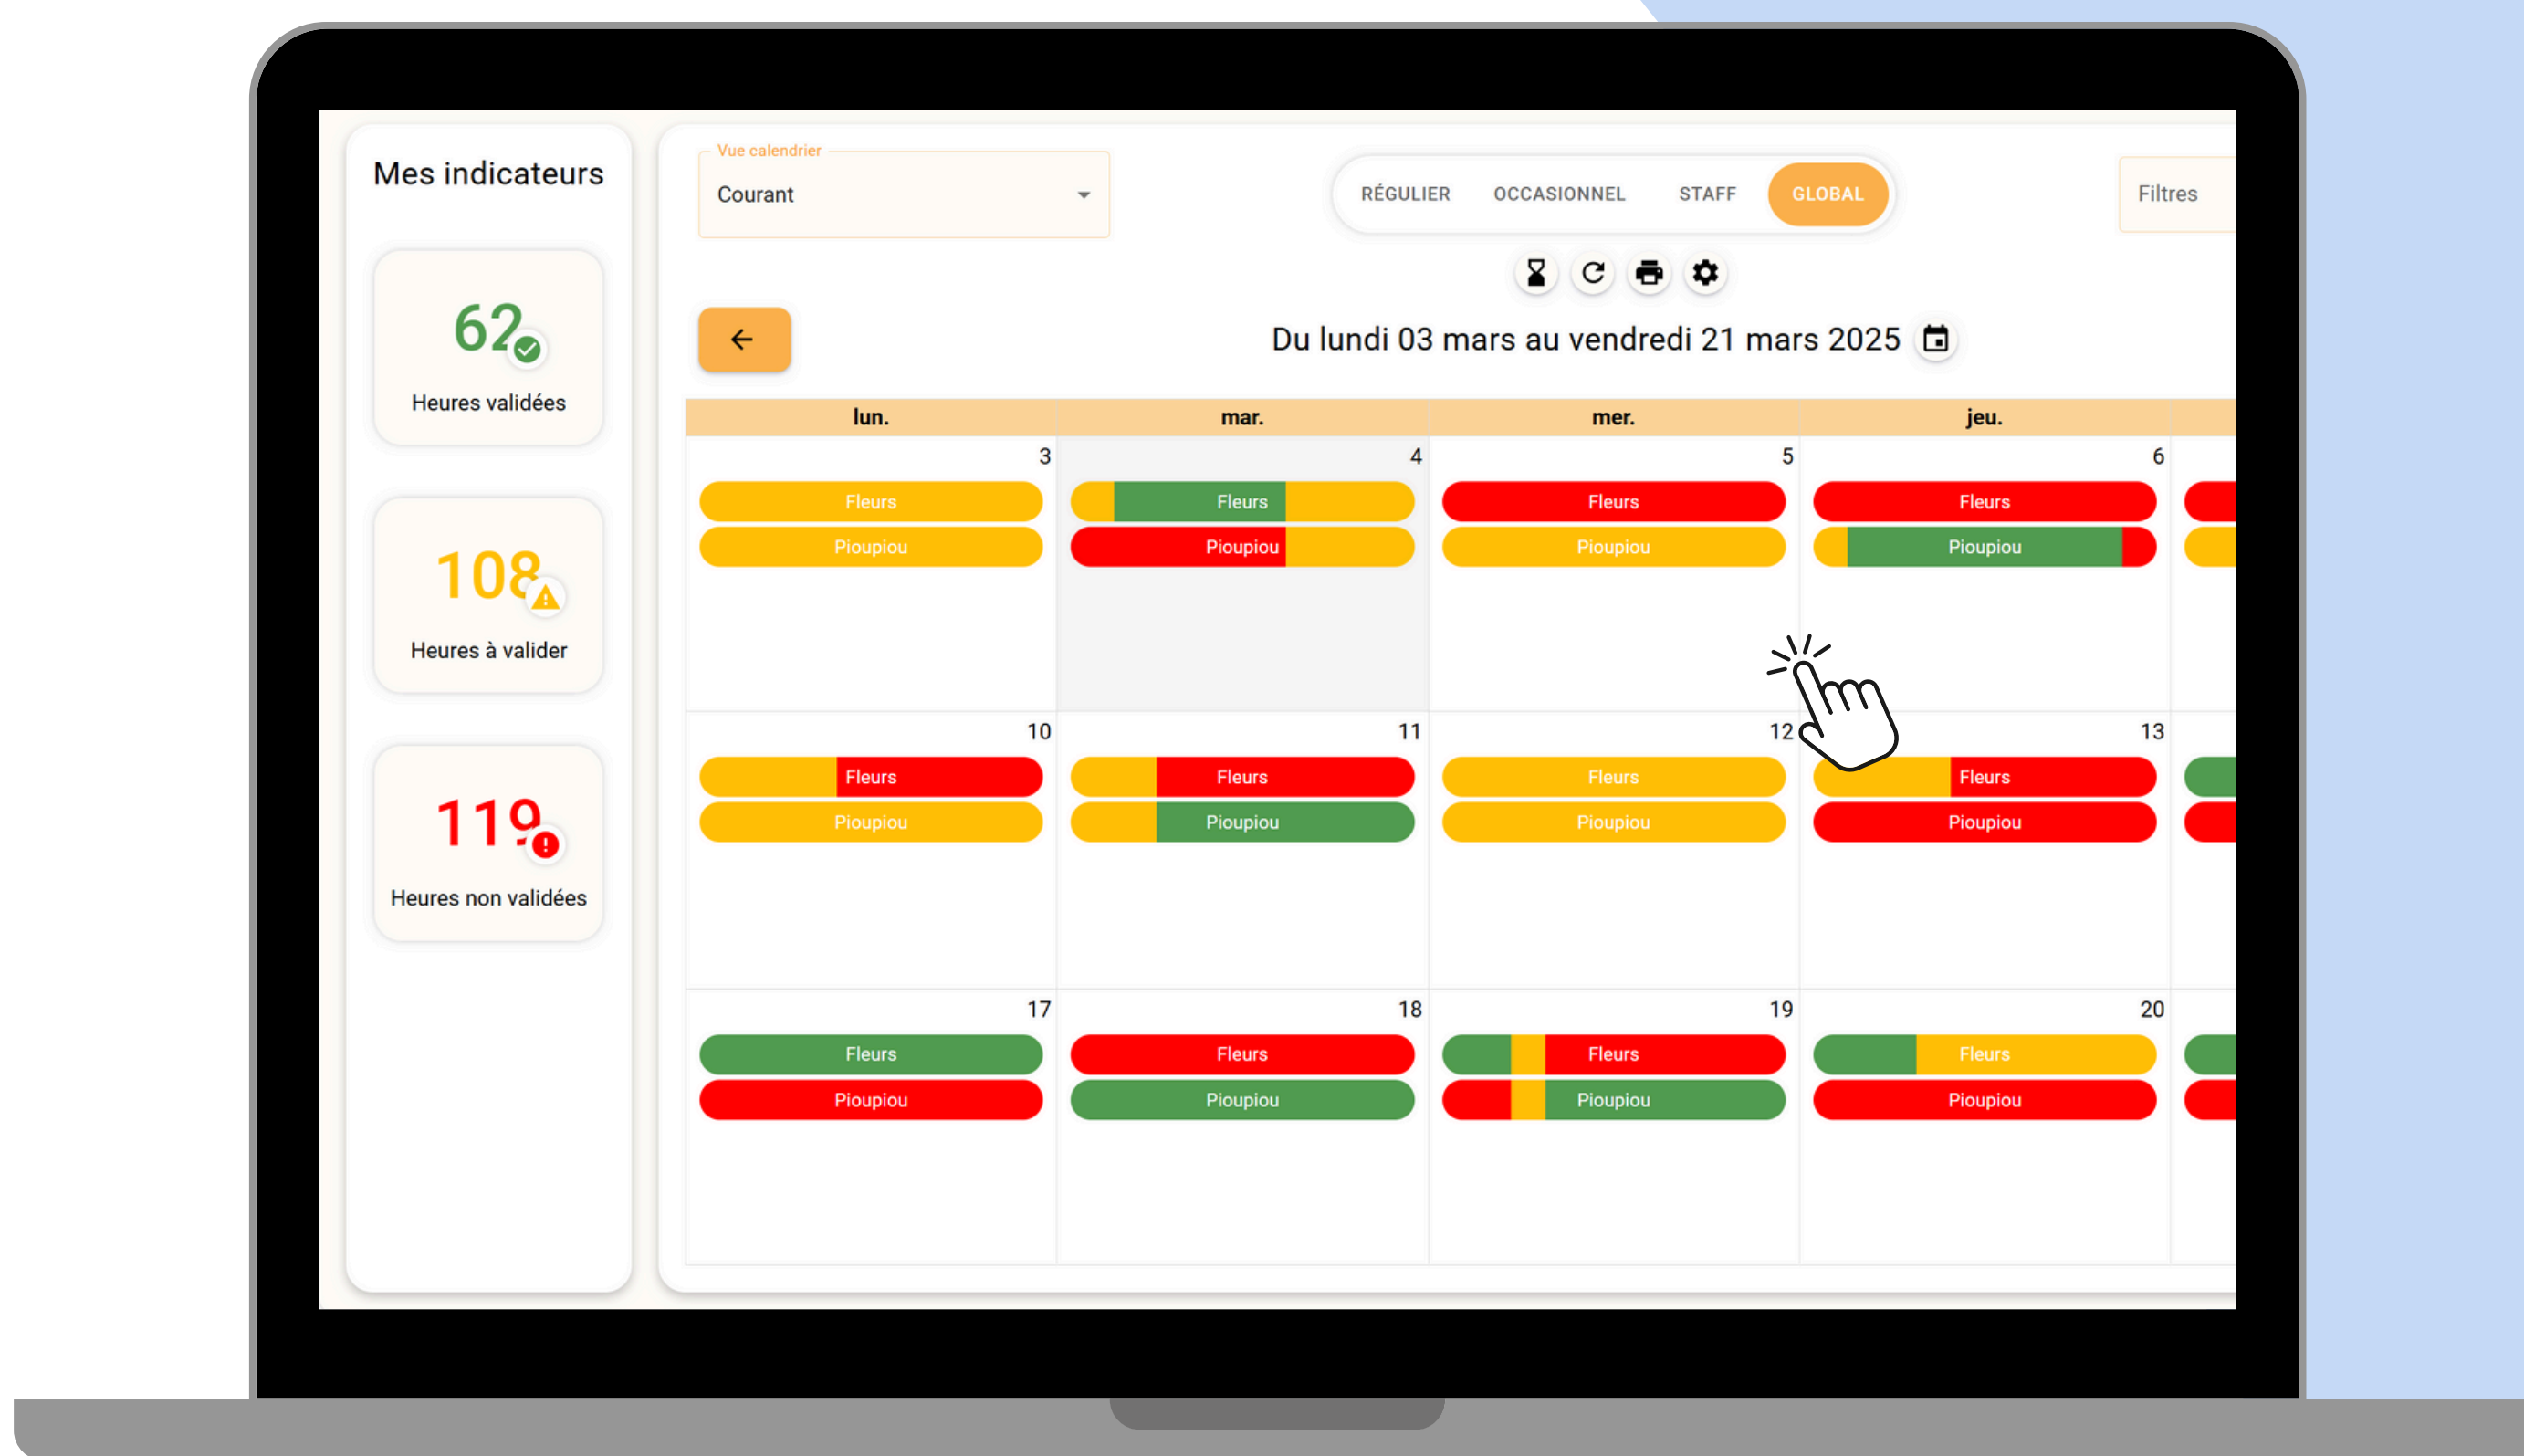 Mes indicateurs
62
Heures validées
108
Heures à valider
119
Heures non validées
Vue calendrier
Courant
RÉGULIER OCCASIONNEL STAFF GLOBAL
Filtres
Du lundi 03 mars au vendredi 21 mars 2025
lun. mar. mer. jeu.
3 4 5 6
Fleurs Fleurs Fleurs Fleurs
Pioupiou Pioupiou Pioupiou Pioupiou
10 11 12 13
Fleurs Fleurs Fleurs Fleurs
Pioupiou Pioupiou Pioupiou Pioupiou
17 18 19 20
Fleurs Fleurs Fleurs Fleurs
Pioupiou Pioupiou Pioupiou Pioupiou